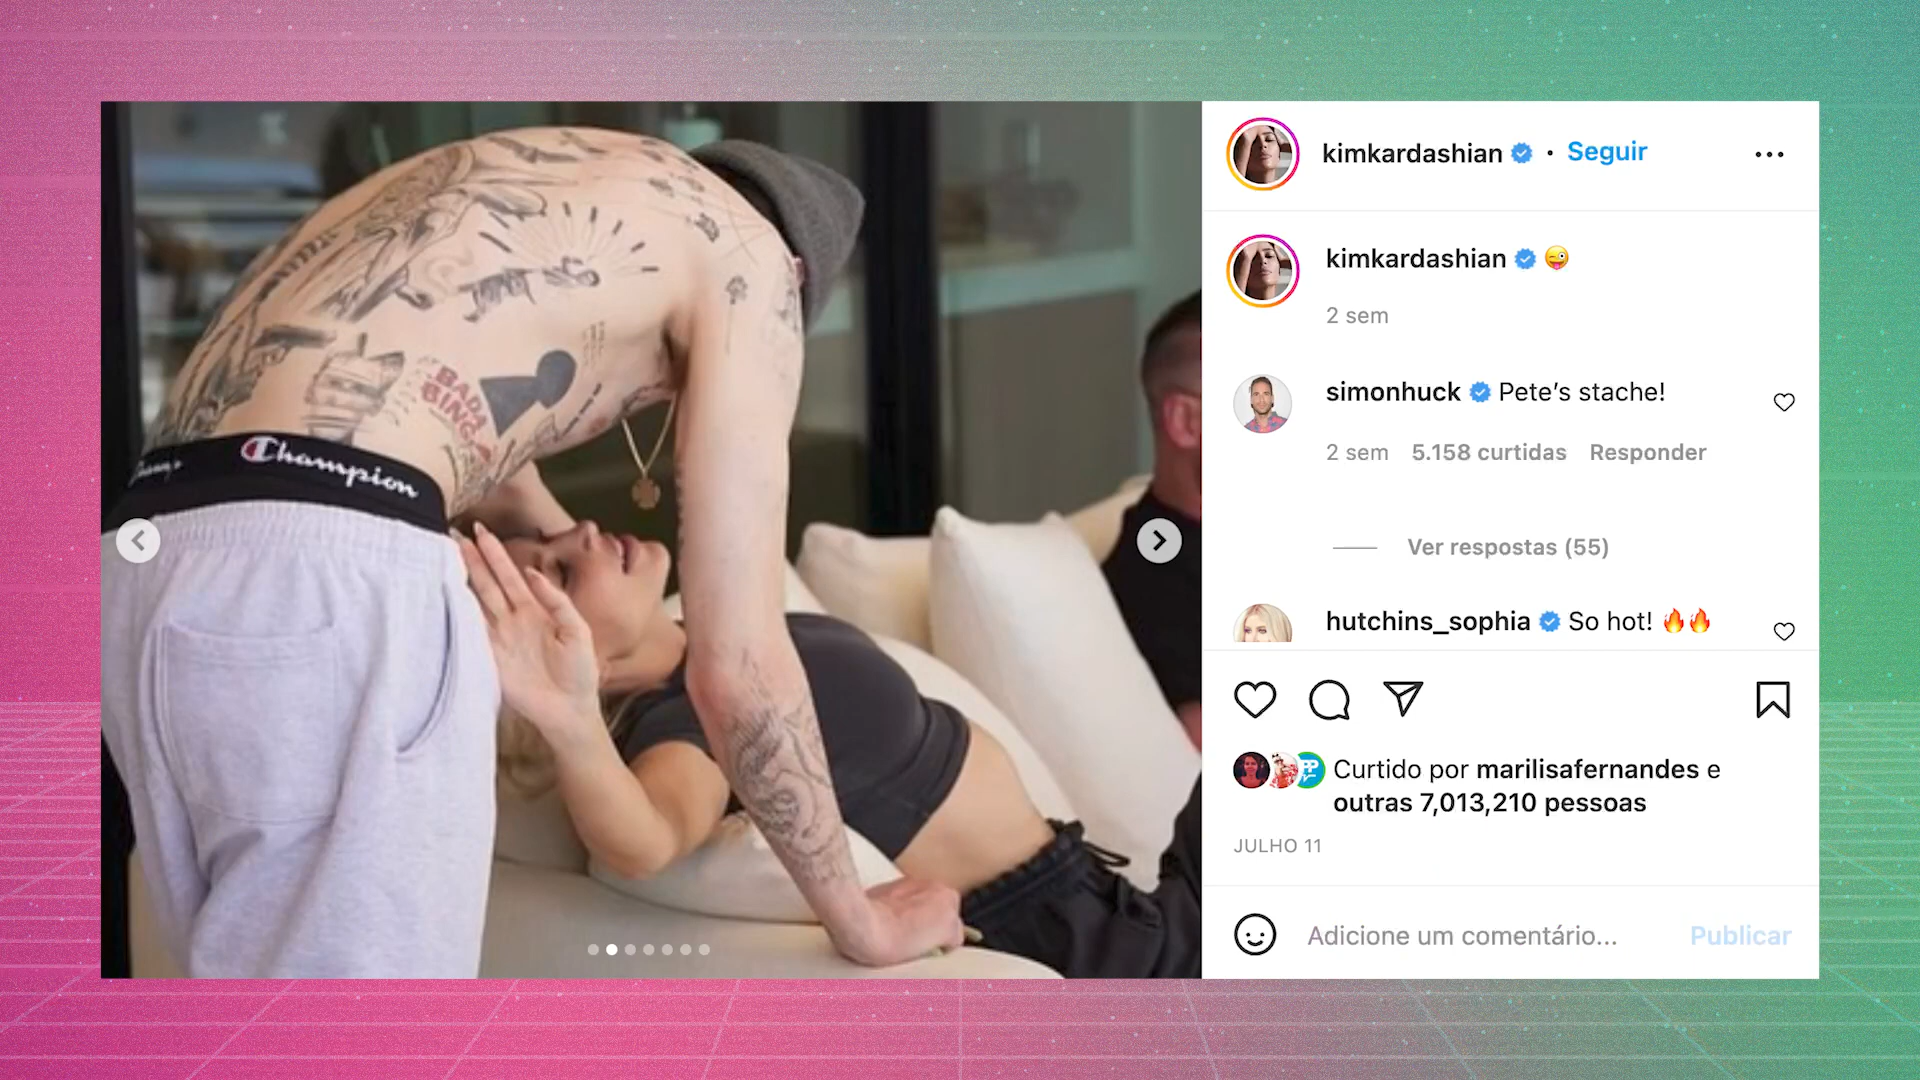 BADA
BING
Champion
kimkardashian • Seguir
kimkardashian 😜
2 sem
simonhuck Pete’s stache!
2 sem 5.158 curtidas Responder
Ver respostas (55)
hutchins_sophia So hot! 🔥🔥
PP
Curtido por marilisafernandes e
outras 7,013,210 pessoas
JULHO 11
Adicione um comentário... Publicar